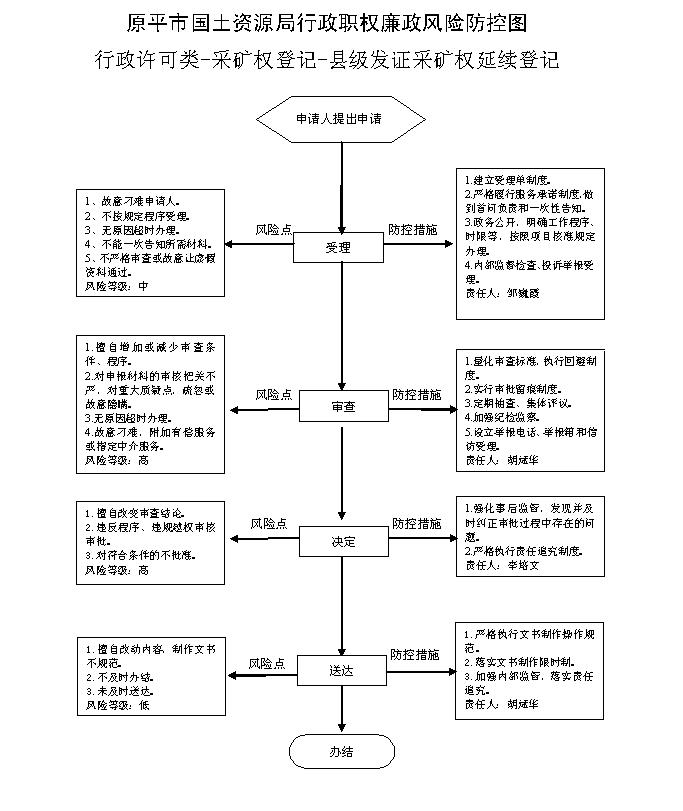 原平市国土资源局行政职权廉政风险防控图
行政许可类-采矿权登记-县级发证采矿权延续登记
申请人提出申请
1、故意刁难申请人。
2、不按规定程序受理。
3、无原因超时办理。
4、不能一次告知所需材料。
5、不严格审查或故意让虚假
资料通过。
风险等级：中
风险点
受理
防控措施
1.建立受理单制度。
2.严格履行服务承诺制度,做
到首问负责和一次性告知。
3.政务公开，明确工作程序、
时限等，按照项目核准规定
办理。
4.内部监督检查、投诉举报受
理。
责任人：邹巍霞
1.擅自增加或减少审查条
件、程序。
2.对申报材料的审核把关不
严，对重大质疑点，疏忽或
故意隐瞒。
3.无原因超时办理。
4.故意刁难，附加有偿服务
或指定中介服务。
风险等级：高
风险点
审查
防控措施
1.量化审查标准，执行回避制
度。
2.实行审批留痕制度。
3.定期抽查、集体评议。
4.加强纪检监察。
5.设立举报电话、举报箱和信
访受理。
责任人：胡斌华
1.擅自改变审查结论。
2.违反程序、违规越权审核
审批。
3.对符合条件的不批准。
风险等级：高
风险点
决定
防控措施
1.强化事后监管，发现并及
时纠正审批过程中存在的问
题。
2.严格执行责任追究制度。
责任人：李培文
1.擅自改动内容，制作文书
不规范。
2.不及时办结。
3.未及时送达。
风险等级：低
风险点
送达
防控措施
1.严格执行文书制作操作规
范。
2.落实文书制作限时制。
3.加强内部监管，落实责任
追究。
责任人：胡斌华
办结